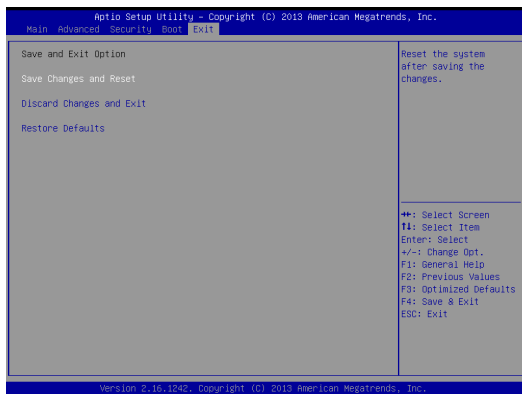 Aptio Setup Utility – Copyright (C) 2013 American Megatrends, Inc.
Main Advanced Security Boot Exit
Save and Exit Option
Save Changes and Reset
Discard Changes and Exit
Restore Defaults
Reset the system
after saving the
changes.
→←: Select Screen
↑↓: Select Item
Enter: Select
+/-: Change Opt.
F1: General Help
F2: Previous Values
F3: Optimized Defaults
F4: Save & Exit
ESC: Exit
Version 2.16.1242. Copyright (C) 2013 American Megatrends, Inc.